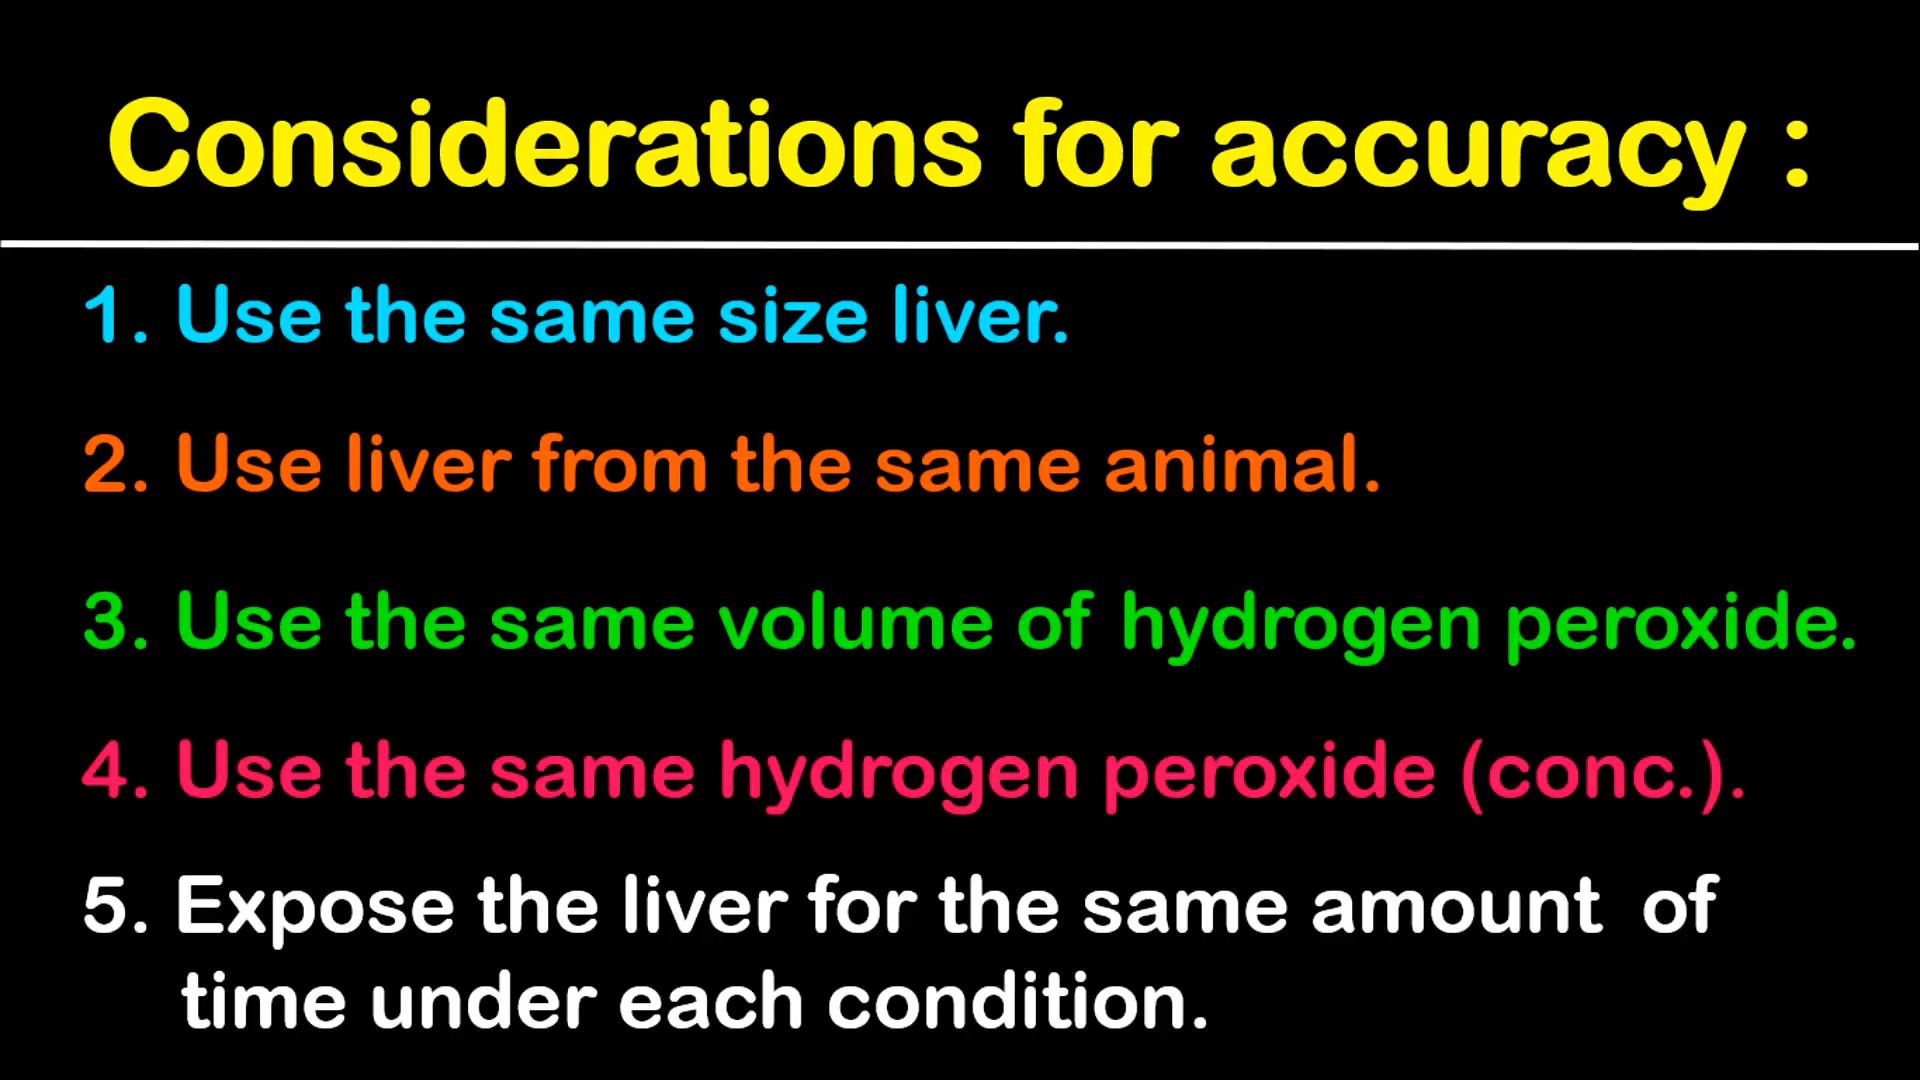 Considerations for accuracy :
1. Use the same size liver.
2. Use liver from the same animal.
3. Use the same volume of hydrogen peroxide.
4. Use the same hydrogen peroxide (conc.).
5. Expose the liver for the same amount of
time under each condition.